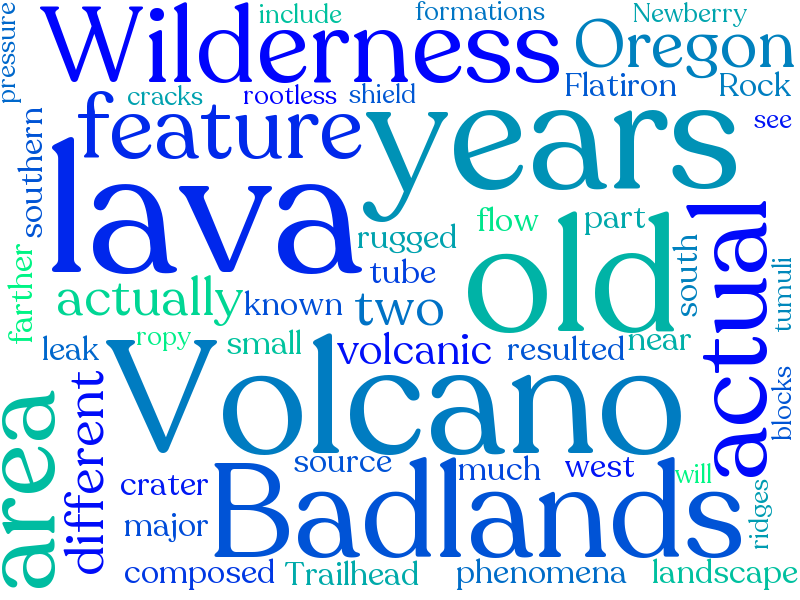 pressure
Wilderness
include
formations
Newberry
Oregon
Flatiron
Rock
cracks
rootless
shield
southern
feature
years
see
lava
flow
part
rugged
old
actual
south
tumuli
farther
actually
known
tube
two
near
leak
ropy
small
volcanic
resulted
Volcano
blocks
area
different
source
much
west
will
crater
Badlands
major
ridges
composed
Trailhead
phenomena
landscape